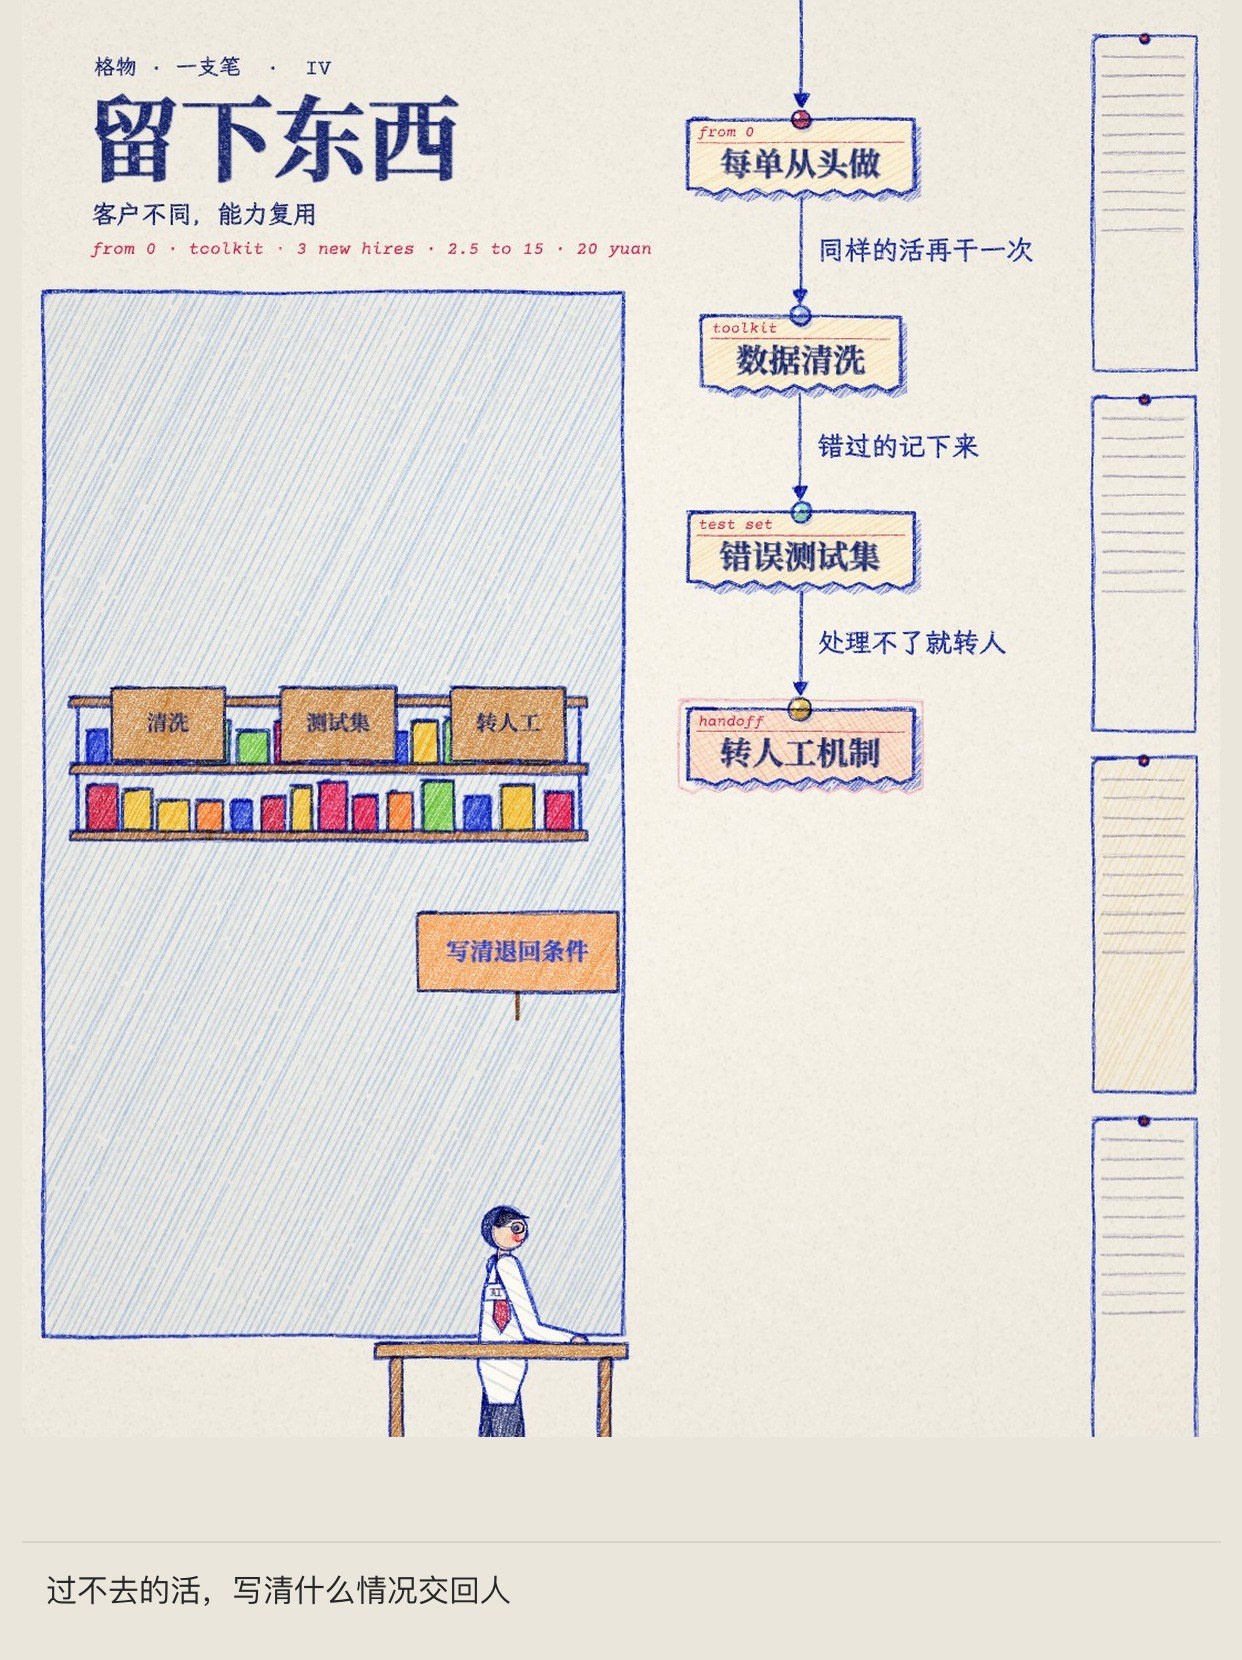 格物 · 一支笔 · IV
留下东西
客户不同，能力复用
from 0 · toolkit · 3 new hires · 2.5 to 15 · 20 yuan
from 0
每单从头做
同样的活再干一次
toolkit
数据清洗
错过的记下来
test set
错误测试集
处理不了就转人
handoff
转人工机制
清洗
测试集
转人工
写清退回条件
过不去的活，写清什么情况交回人